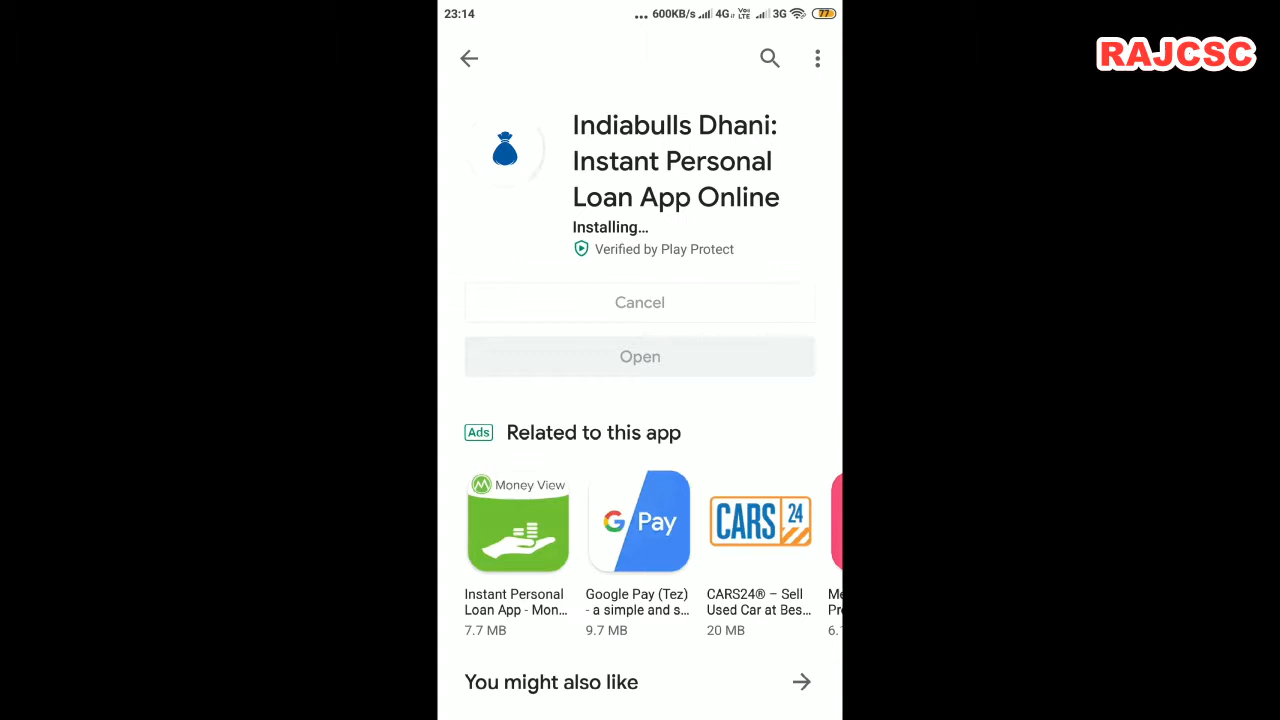 23:14
... 600KB/s 4G VoLTE 3G 77
RAJCSC
Indiabulls Dhani:
Instant Personal
Loan App Online
Installing...
Verified by Play Protect
Cancel
Open
Ads Related to this app
Money View
G Pay
CARS 24
Instant Personal
Loan App - Mon...
7.7 MB
Google Pay (Tez)
- a simple and s...
9.7 MB
CARS24® – Sell
Used Car at Bes...
20 MB
You might also like